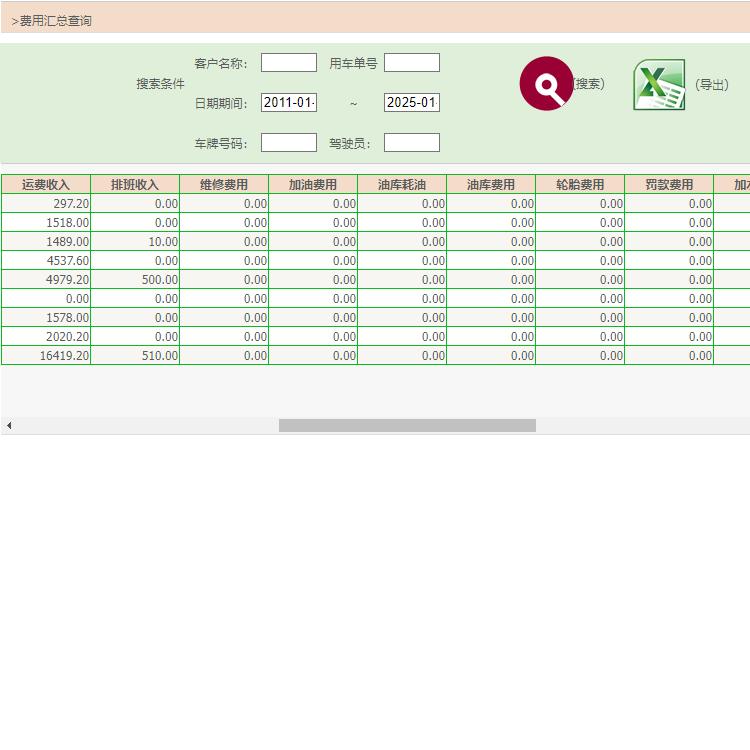 >费用汇总查询
客户名称： 用车单号
搜索条件 (搜索) (导出)
日期期间： 2011-01- ~ 2025-01-
车牌号码： 驾驶员：
运费收入 排班收入 维修费用 加油费用 油库耗油 油库费用 轮胎费用 罚款费用
297.20 0.00 0.00 0.00 0.00 0.00 0.00 0.00
1518.00 0.00 0.00 0.00 0.00 0.00 0.00 0.00
1489.00 10.00 0.00 0.00 0.00 0.00 0.00 0.00
4537.60 0.00 0.00 0.00 0.00 0.00 0.00 0.00
4979.20 500.00 0.00 0.00 0.00 0.00 0.00 0.00
0.00 0.00 0.00 0.00 0.00 0.00 0.00 0.00
1578.00 0.00 0.00 0.00 0.00 0.00 0.00 0.00
2020.20 0.00 0.00 0.00 0.00 0.00 0.00 0.00
16419.20 510.00 0.00 0.00 0.00 0.00 0.00 0.00